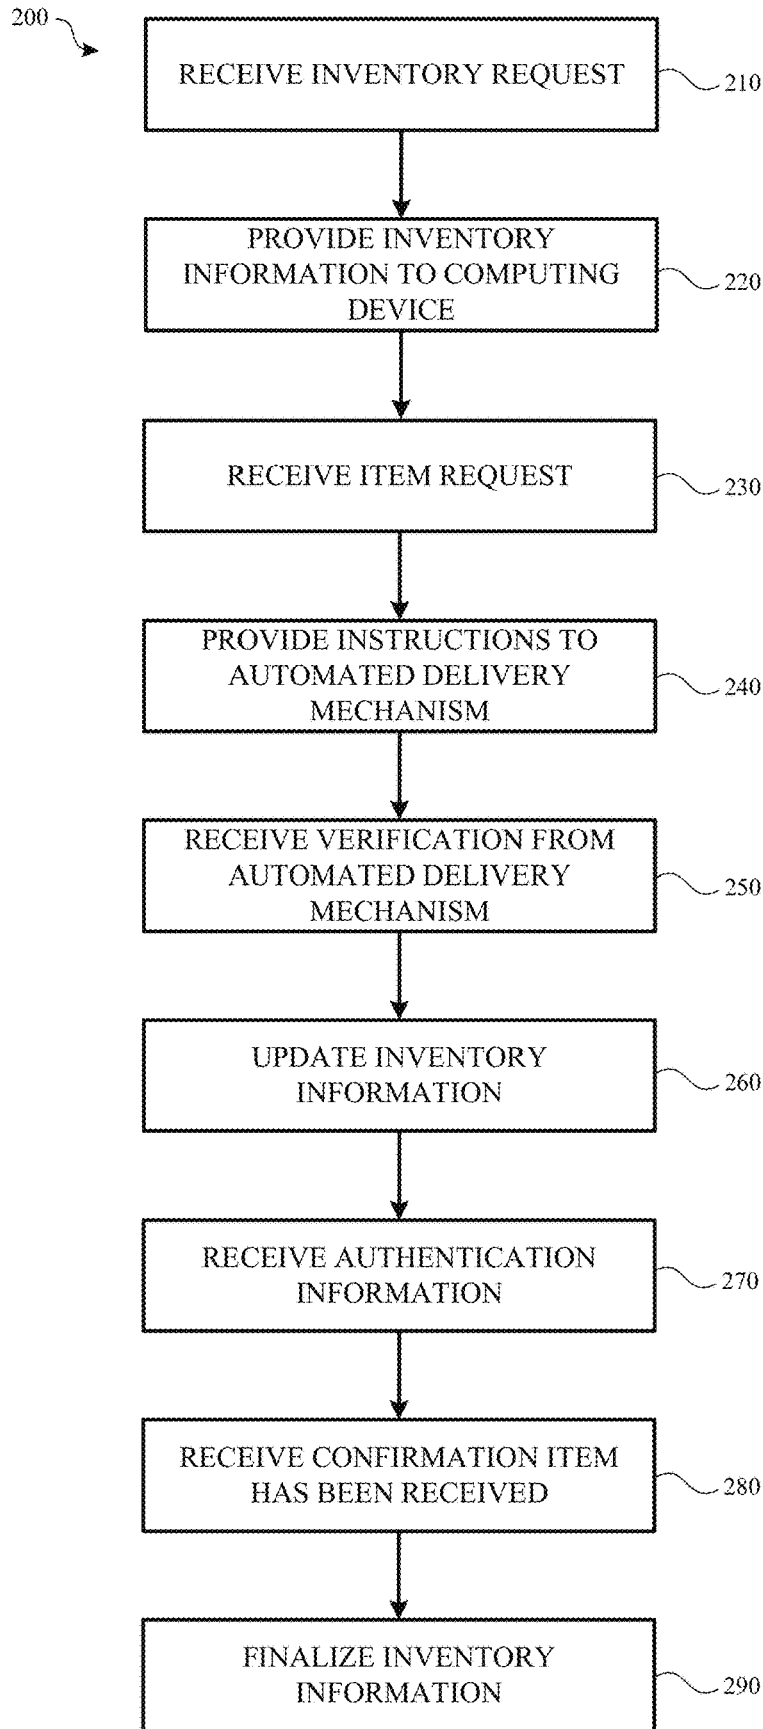 200
RECEIVE INVENTORY REQUEST
210
PROVIDE INVENTORY
INFORMATION TO COMPUTING
DEVICE
220
RECEIVE ITEM REQUEST
230
PROVIDE INSTRUCTIONS TO
AUTOMATED DELIVERY
MECHANISM
240
RECEIVE VERIFICATION FROM
AUTOMATED DELIVERY
MECHANISM
250
UPDATE INVENTORY
INFORMATION
260
RECEIVE AUTHENTICATION
INFORMATION
270
RECEIVE CONFIRMATION ITEM
HAS BEEN RECEIVED
280
FINALIZE INVENTORY
INFORMATION
290